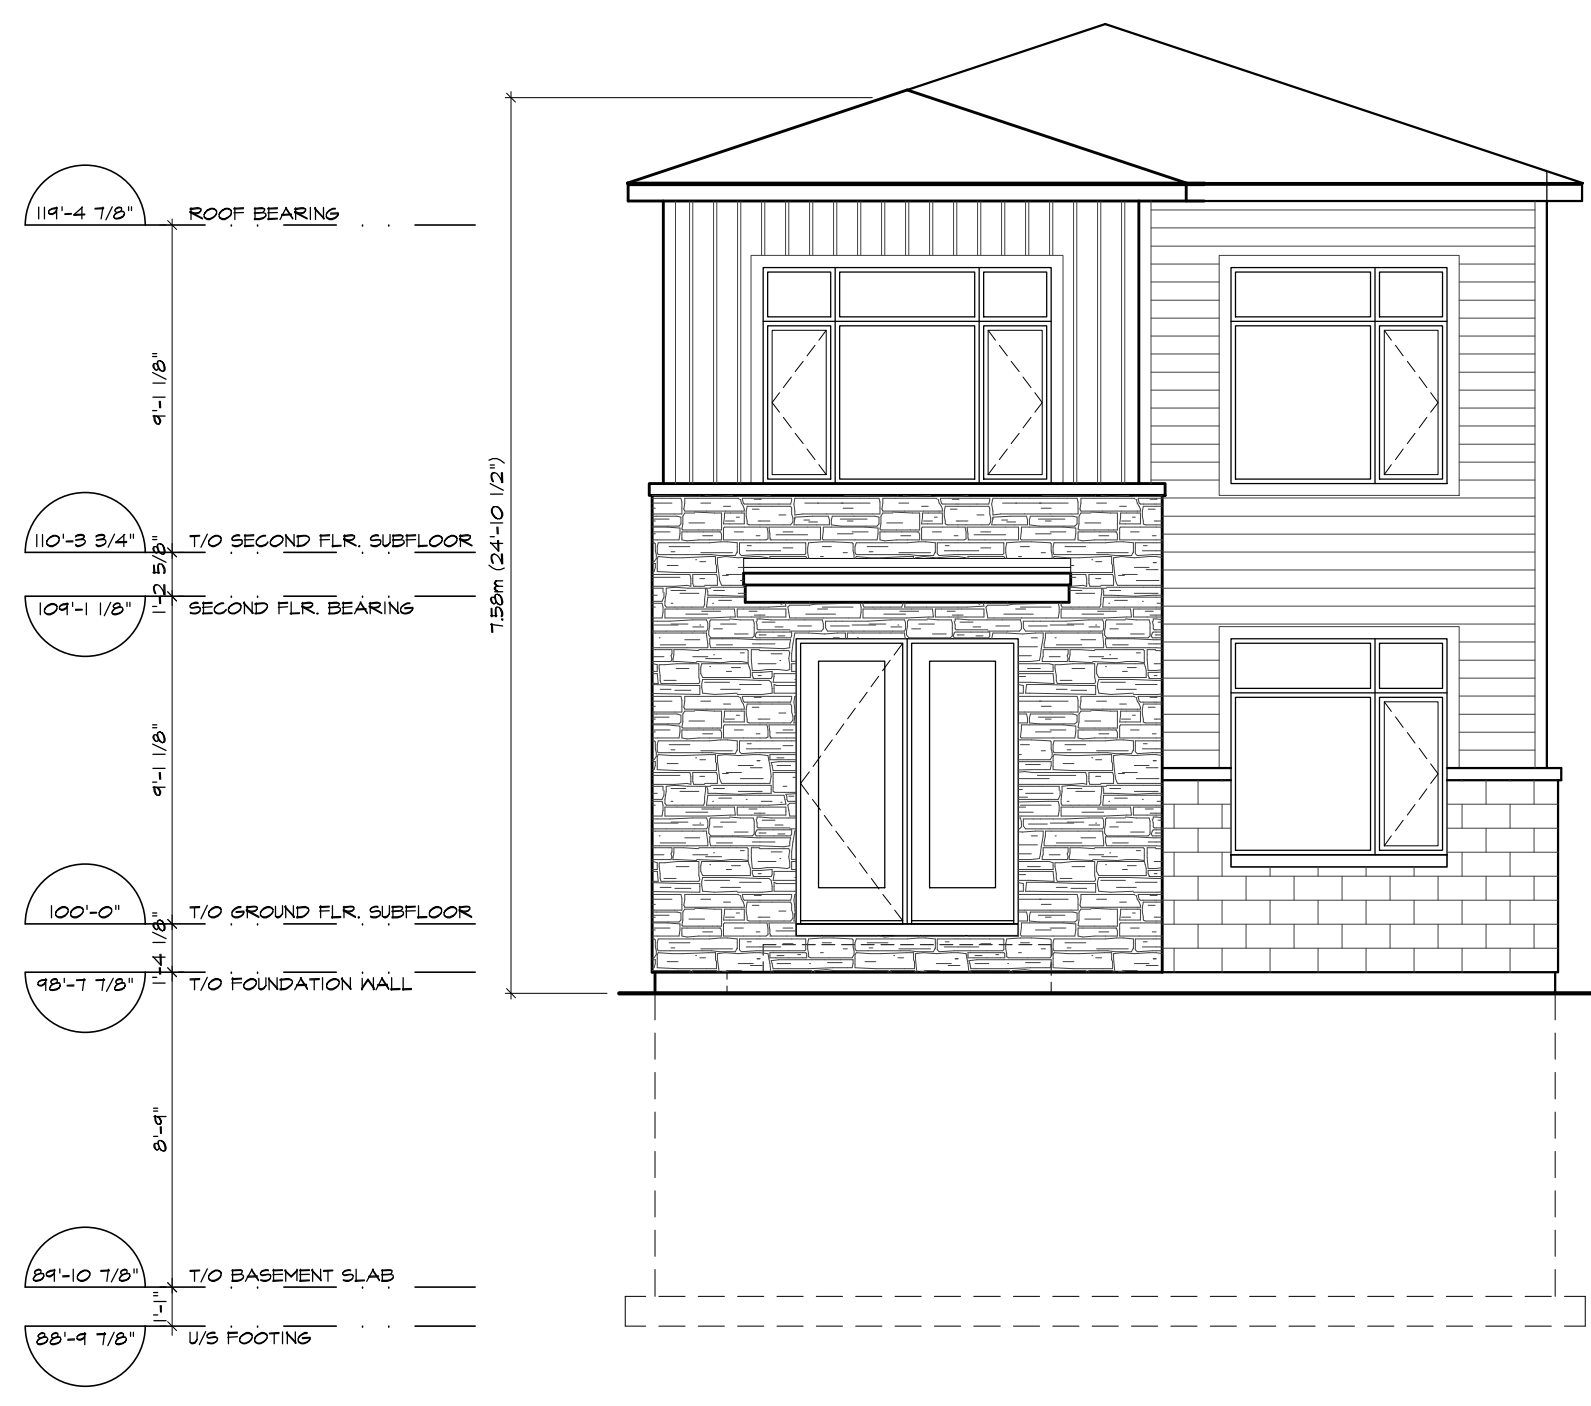 119'-4 7/8" ROOF BEARING
9'-1 1/8"
7.58m (24'-10 1/2")
110'-3 3/4" T/O SECOND FLR. SUBFLOOR
1'-2 5/8"
109'-1 1/8" SECOND FLR. BEARING
9'-1 1/8"
100'-0" T/O GROUND FLR. SUBFLOOR
1'-4 1/8"
98'-7 7/8" T/O FOUNDATION WALL
8'-9"
89'-10 7/8" T/O BASEMENT SLAB
1'-1"
88'-9 7/8" U/S FOOTING